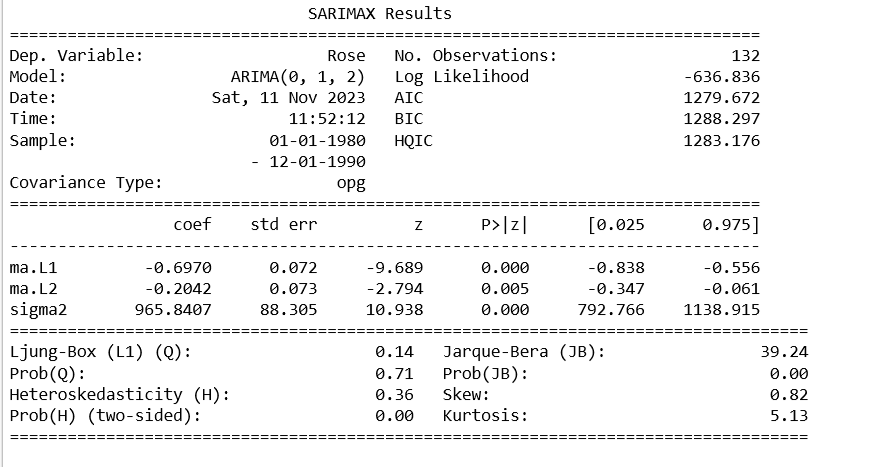 SARIMAX Results
==============================================================================
Dep. Variable: Rose No. Observations: 132
Model: ARIMA(0, 1, 2) Log Likelihood -636.836
Date: Sat, 11 Nov 2023 AIC 1279.672
Time: 11:52:12 BIC 1288.297
Sample: 01-01-1980 HQIC 1283.176
- 12-01-1990
Covariance Type: opg
==============================================================================
coef std err z P>|z| [0.025 0.975]
------------------------------------------------------------------------------
ma.L1 -0.6970 0.072 -9.689 0.000 -0.838 -0.556
ma.L2 -0.2042 0.073 -2.794 0.005 -0.347 -0.061
sigma2 965.8407 88.305 10.938 0.000 792.766 1138.915
===================================================================================
Ljung-Box (L1) (Q): 0.14 Jarque-Bera (JB): 39.24
Prob(Q): 0.71 Prob(JB): 0.00
Heteroskedasticity (H): 0.36 Skew: 0.82
Prob(H) (two-sided): 0.00 Kurtosis: 5.13
===================================================================================